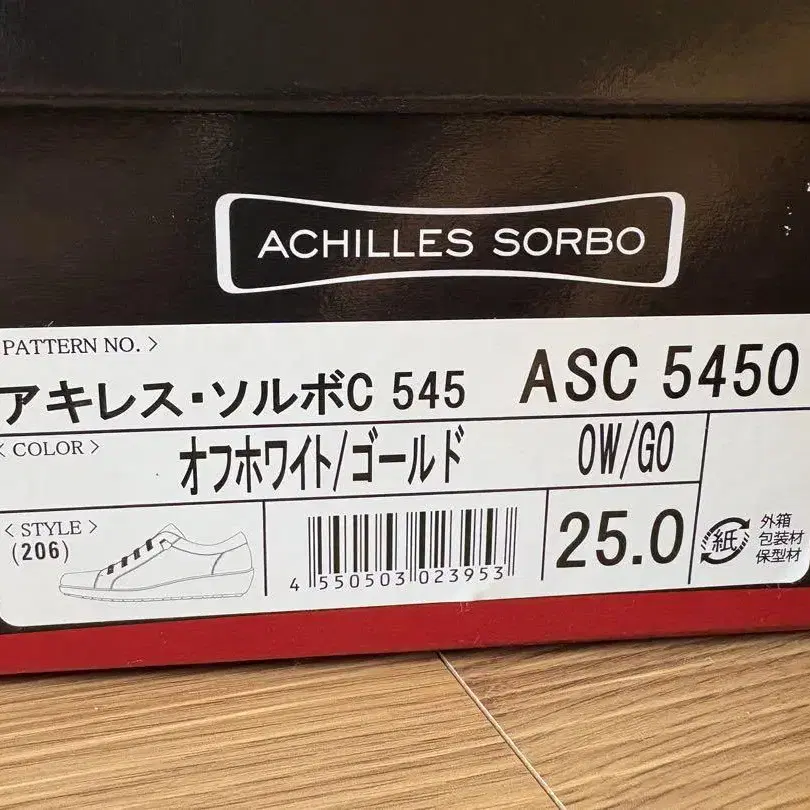 ACHILLES SORBO
PATTERN NO. >
アキレス・ソルボC 545 ASC 5450
< COLOR >
オフホワイト/ゴールド OW/GO
< STYLE >
(206)
4 550503 023953
25.0
紙
外箱
包装材
保型材